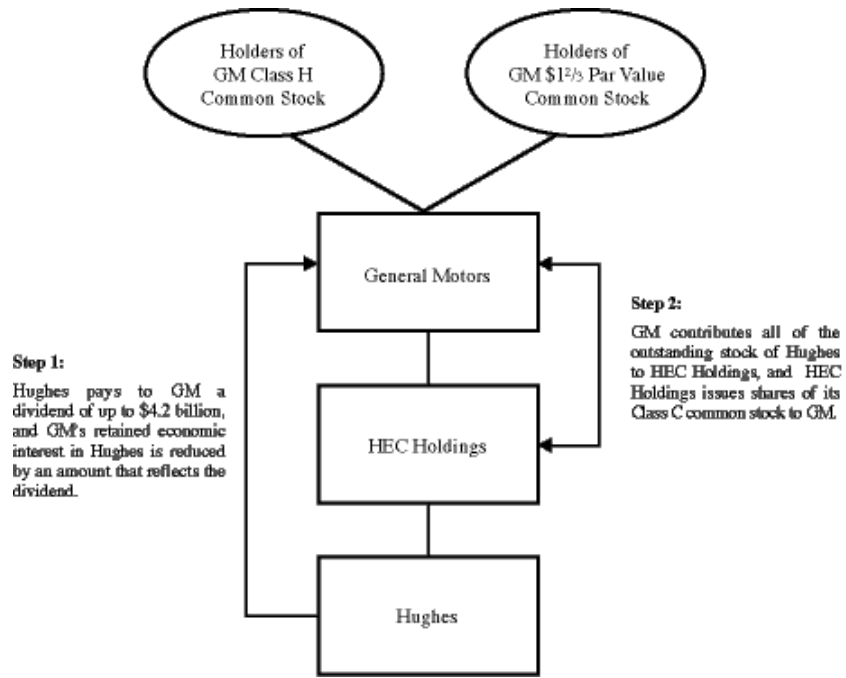 Holders of
GM Class H
Common Stock
Holders of
GM $1²/₃ Par Value
Common Stock
General Motors
Step 2:
GM contributes all of the
outstanding stock of Hughes
to HEC Holdings, and HEC
Holdings issues shares of its
Class C common stock to GM.
Step 1:
Hughes pays to GM a
dividend of up to $4.2 billion,
and GM's retained economic
interest in Hughes is reduced
by an amount that reflects the
dividend.
HEC Holdings
Hughes